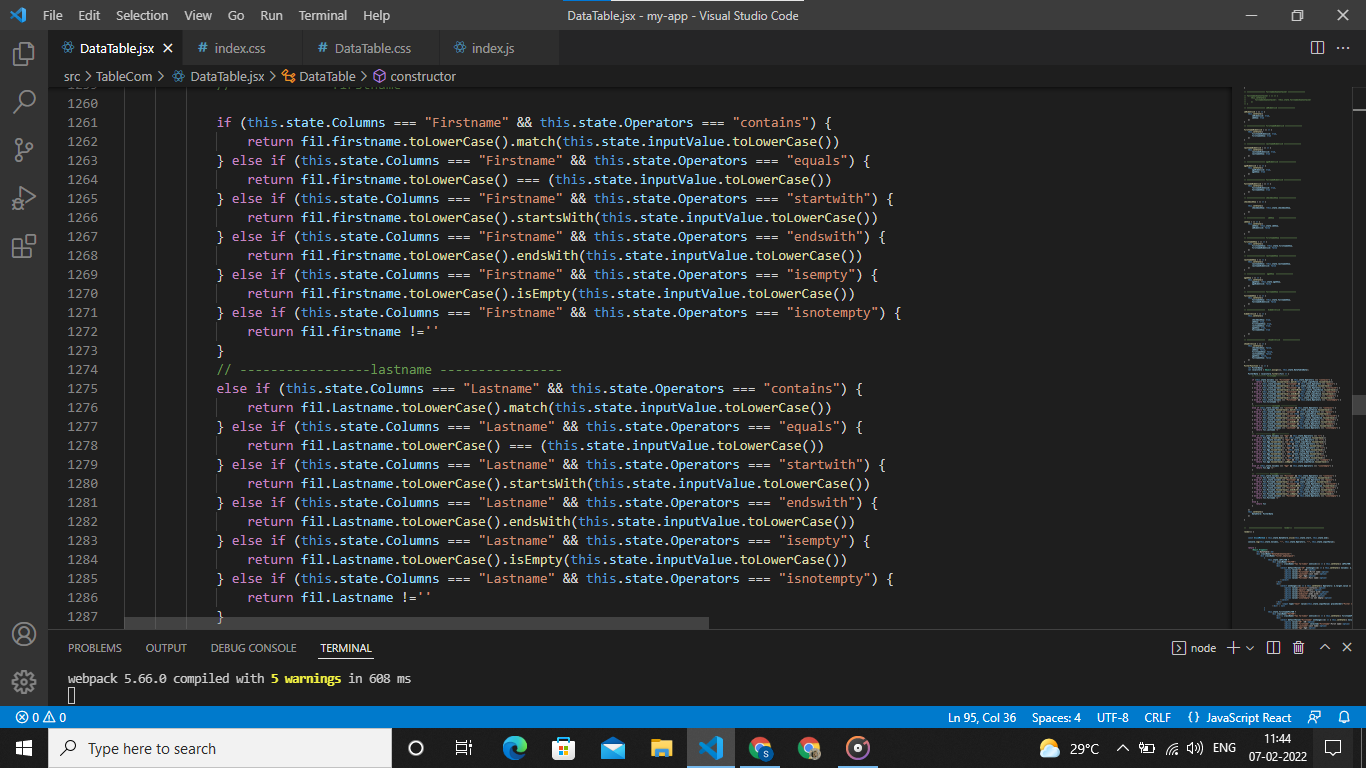 File Edit Selection View Go Run Terminal Help DataTable.jsx - my-app - Visual Studio Code
DataTable.jsx index.css DataTable.css index.js
src > TableCom > DataTable.jsx > DataTable > constructor
1260
1261 if (this.state.Columns === "Firstname" && this.state.Operators === "contains") {
1262 return fil.firstname.toLowerCase().match(this.state.inputValue.toLowerCase())
1263 } else if (this.state.Columns === "Firstname" && this.state.Operators === "equals") {
1264 return fil.firstname.toLowerCase() === (this.state.inputValue.toLowerCase())
1265 } else if (this.state.Columns === "Firstname" && this.state.Operators === "startwith") {
1266 return fil.firstname.toLowerCase().startsWith(this.state.inputValue.toLowerCase())
1267 } else if (this.state.Columns === "Firstname" && this.state.Operators === "endswith") {
1268 return fil.firstname.toLowerCase().endsWith(this.state.inputValue.toLowerCase())
1269 } else if (this.state.Columns === "Firstname" && this.state.Operators === "isempty") {
1270 return fil.firstname.toLowerCase().isEmpty(this.state.inputValue.toLowerCase())
1271 } else if (this.state.Columns === "Firstname" && this.state.Operators === "isnotempty") {
1272 return fil.firstname !=''
1273 }
1274 // -----------------lastname ----------------
1275 else if (this.state.Columns === "Lastname" && this.state.Operators === "contains") {
1276 return fil.Lastname.toLowerCase().match(this.state.inputValue.toLowerCase())
1277 } else if (this.state.Columns === "Lastname" && this.state.Operators === "equals") {
1278 return fil.Lastname.toLowerCase() === (this.state.inputValue.toLowerCase())
1279 } else if (this.state.Columns === "Lastname" && this.state.Operators === "startwith") {
1280 return fil.Lastname.toLowerCase().startsWith(this.state.inputValue.toLowerCase())
1281 } else if (this.state.Columns === "Lastname" && this.state.Operators === "endswith") {
1282 return fil.Lastname.toLowerCase().endsWith(this.state.inputValue.toLowerCase())
1283 } else if (this.state.Columns === "Lastname" && this.state.Operators === "isempty") {
1284 return fil.Lastname.toLowerCase().isEmpty(this.state.inputValue.toLowerCase())
1285 } else if (this.state.Columns === "Lastname" && this.state.Operators === "isnotempty") {
1286 return fil.Lastname !=''
1287 }
PROBLEMS OUTPUT DEBUG CONSOLE TERMINAL node
webpack 5.66.0 compiled with 5 warnings in 608 ms
0 0 Ln 95, Col 36 Spaces: 4 UTF-8 CRLF {} JavaScript React
Type here to search 29°C ENG 11:44
07-02-2022